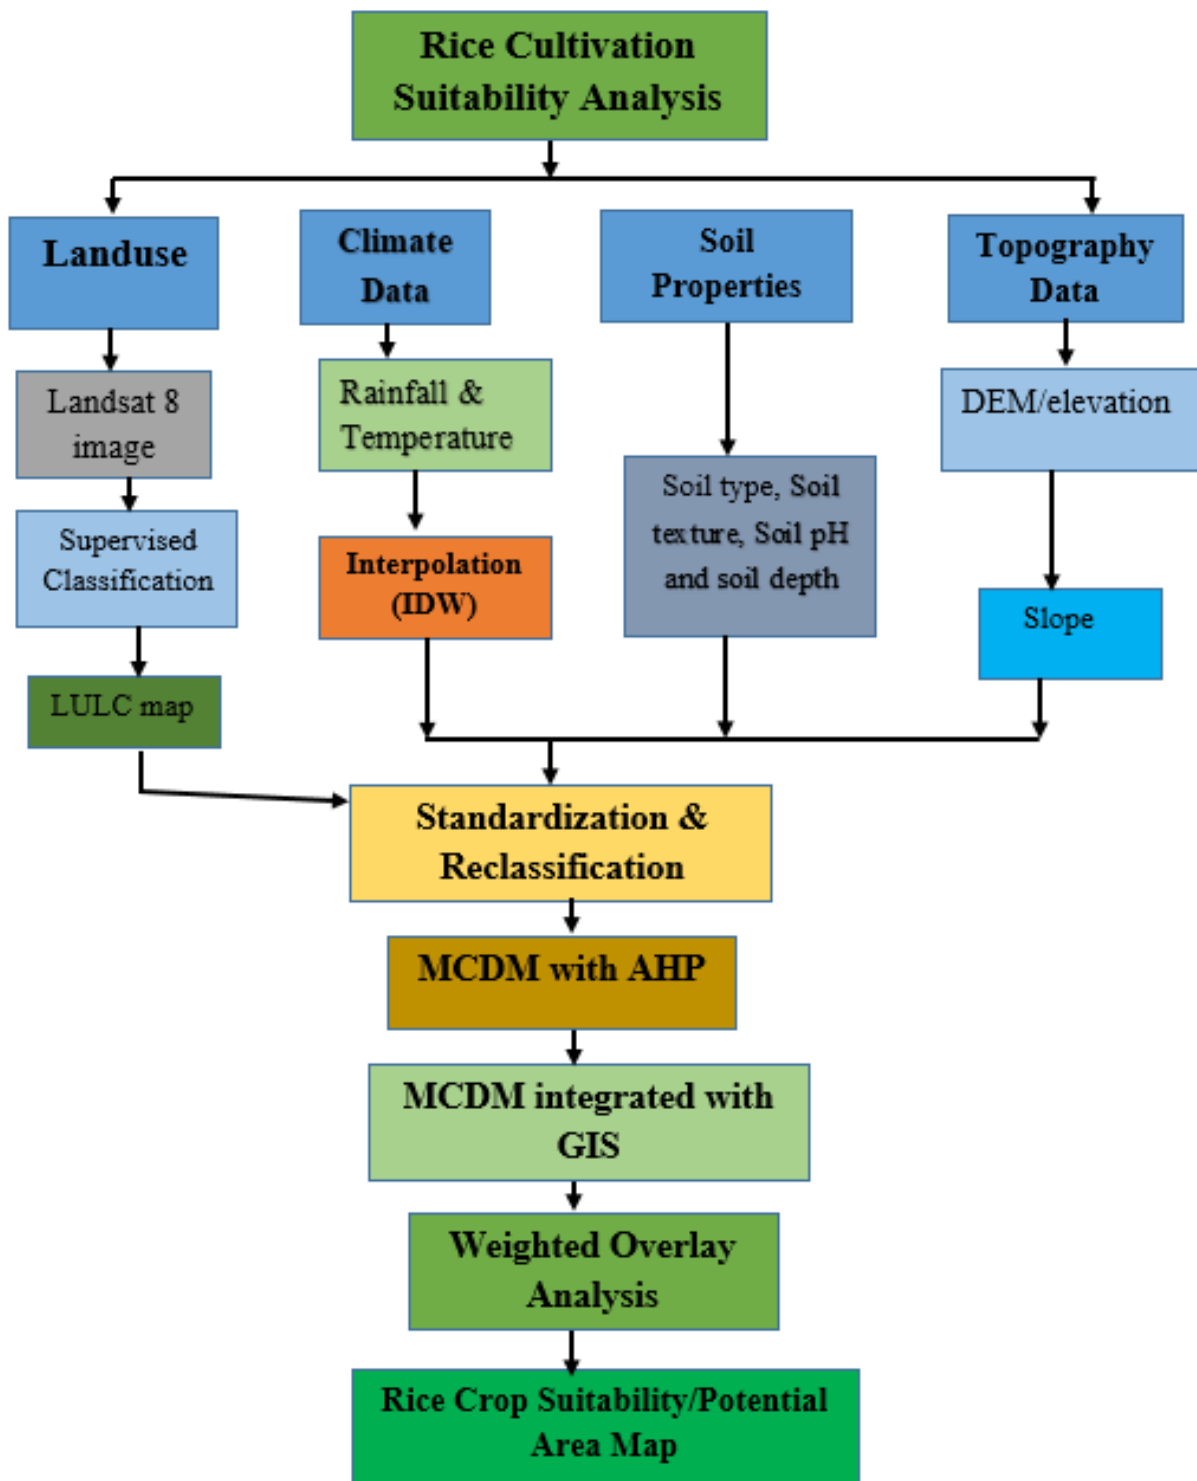 Rice Cultivation
Suitability Analysis
Landuse
Climate
Data
Soil
Properties
Topography
Data
Landsat 8
image
Rainfall &
Temperature
Soil type, Soil
texture, Soil pH
and soil depth
DEM/elevation
Supervised
Classification
Interpolation
(IDW)
Slope
LULC map
Standardization &
Reclassification
MCDM with AHP
MCDM integrated with
GIS
Weighted Overlay
Analysis
Rice Crop Suitability/Potential
Area Map